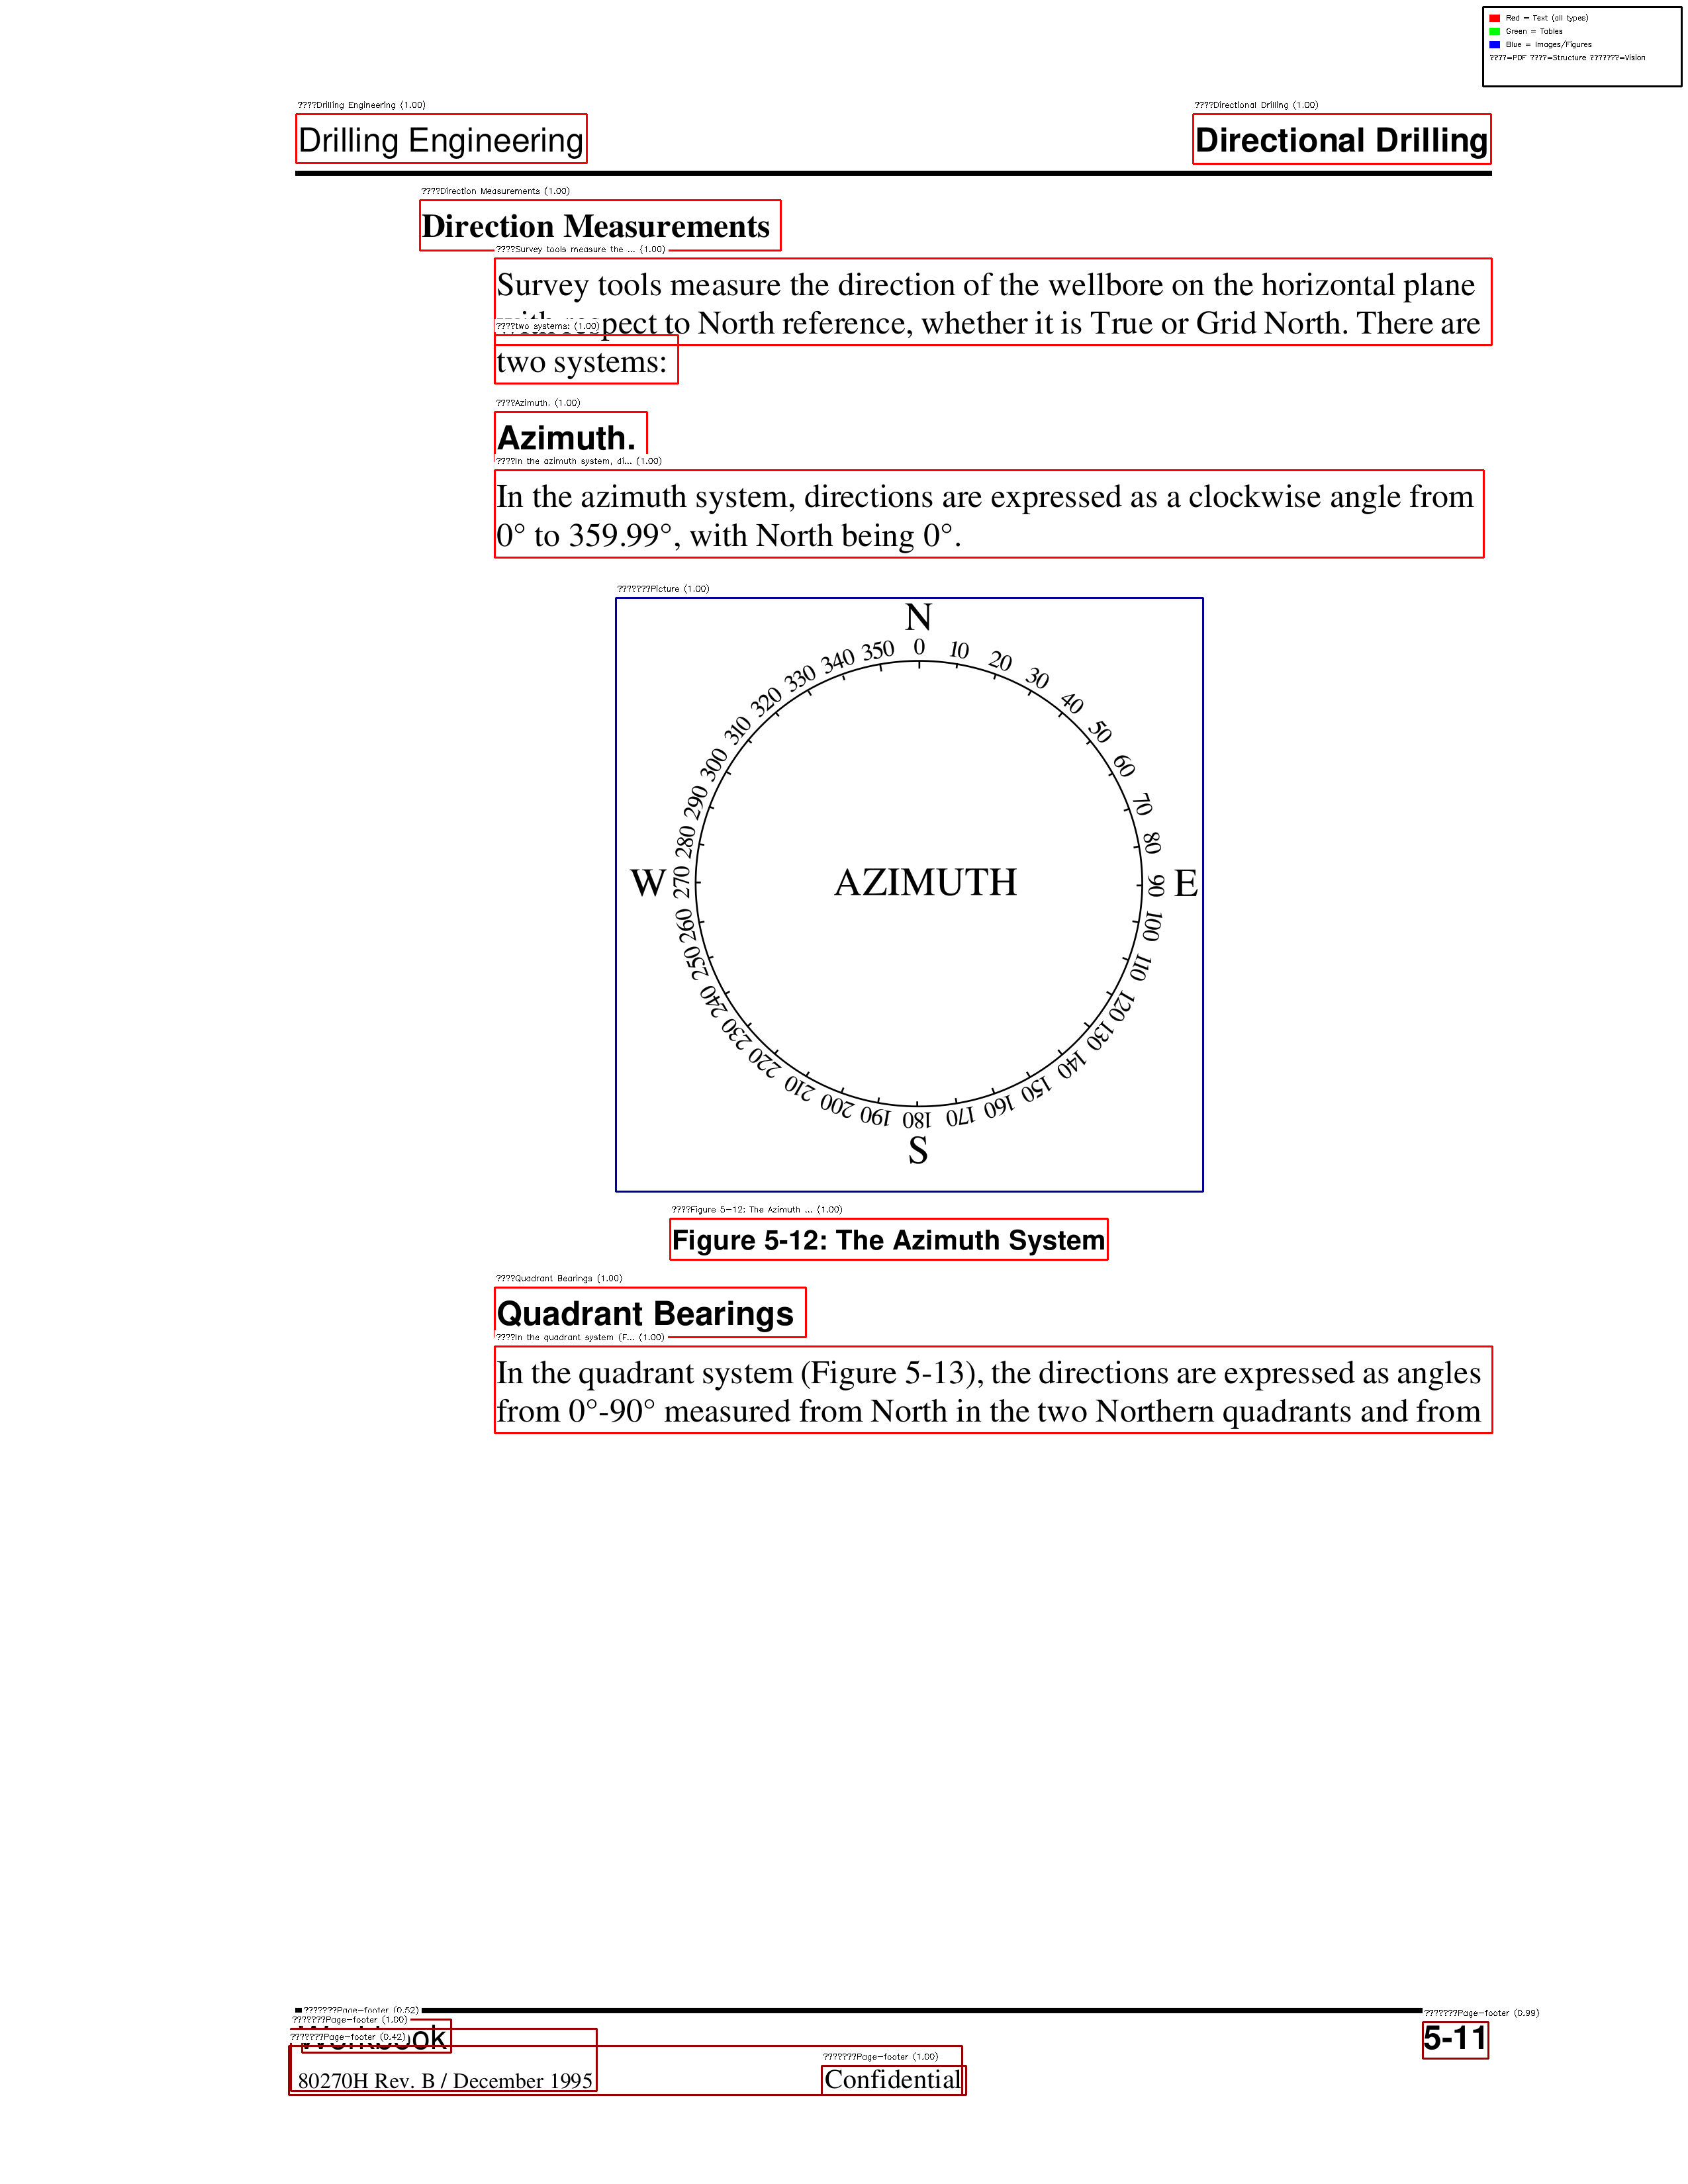 Red = Text (all types)
Green = Tables
Blue = Images/Figures
????=PDF ????=Structure ???????=Vision
????Drilling Engineering (1.00)
????Directional Drilling (1.00)
Drilling Engineering
Directional Drilling
????Direction Measurements (1.00)
Direction Measurements
????Survey tools measure the ... (1.00)
Survey tools measure the direction of the wellbore on the horizontal plane
with respect to North reference, whether it is True or Grid North. There are
????two systems: (1.00)
two systems:
????Azimuth. (1.00)
Azimuth.
????In the azimuth system, di... (1.00)
In the azimuth system, directions are expressed as a clockwise angle from
0° to 359.99°, with North being 0°.
???????Picture (1.00)
N
0 10 20 30 40 50 60 70 80 90 100 110 120 130 140 150 160 170 180 190 200 210 220 230 240 250 260 270 280 290 300 310 320 330 340 350
W
AZIMUTH
E
S
????Figure 5-12: The Azimuth ... (1.00)
Figure 5-12: The Azimuth System
????Quadrant Bearings (1.00)
Quadrant Bearings
????In the quadrant system (F... (1.00)
In the quadrant system (Figure 5-13), the directions are expressed as angles
from 0°-90° measured from North in the two Northern quadrants and from
???????Page-footer (0.52)
???????Page-footer (0.99)
???????Page-footer (1.00)
???????Page-footer (0.42)
Workbook
5-11
???????Page-footer (1.00)
80270H Rev. B / December 1995
Confidential